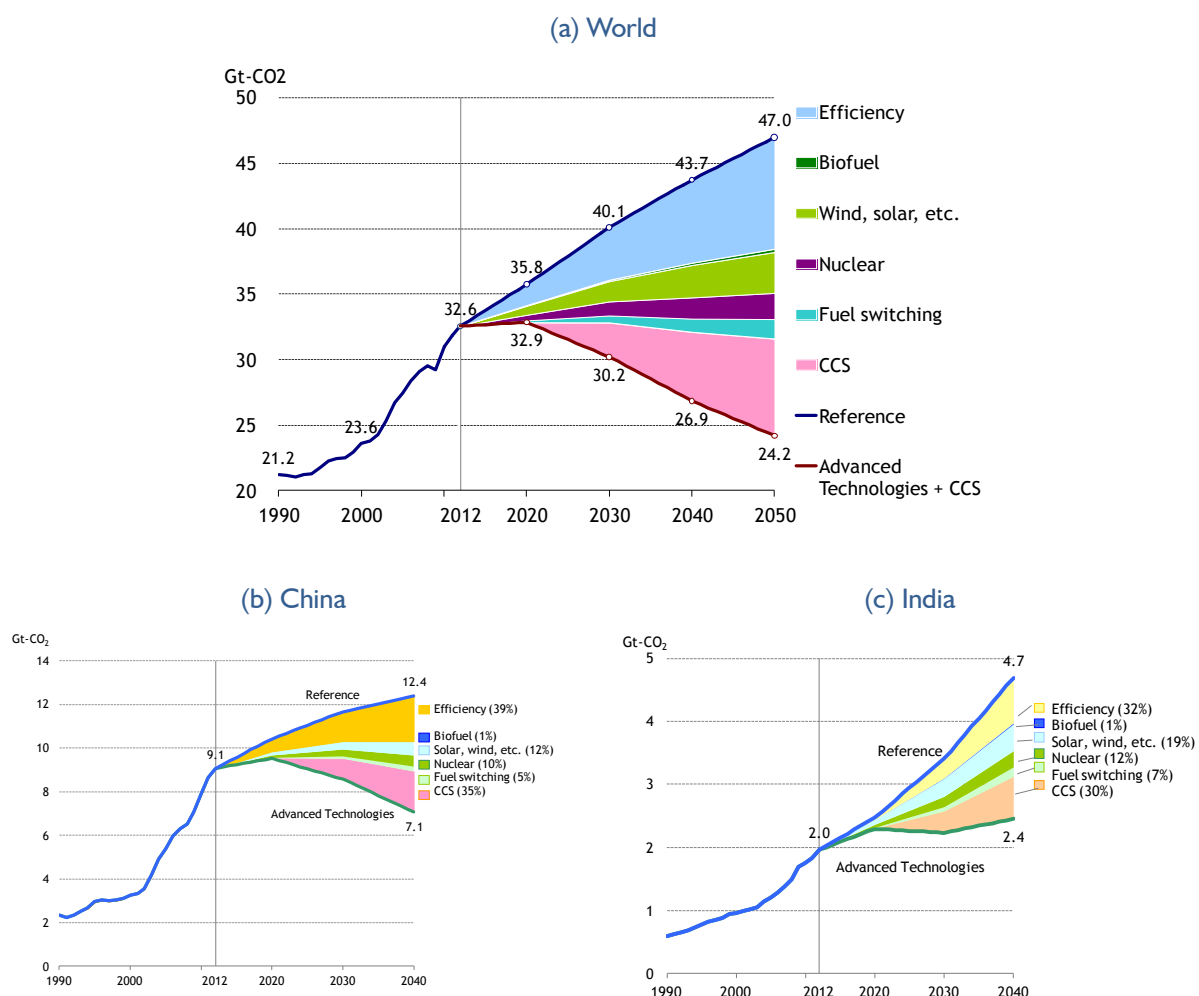 (a) World
Gt-CO2
50
45
40
35
30
25
20
47.0
43.7
40.1
35.8
32.6
32.9
30.2
26.9
24.2
23.6
21.2
1990
2000
2012
2020
2030
2040
2050
Efficiency
Biofuel
Wind, solar, etc.
Nuclear
Fuel switching
CCS
Reference
Advanced
Technologies + CCS
(b) China
Gt-CO₂
14
12
10
8
6
4
2
0
Reference
12.4
9.1
Advanced Technologies
7.1
1990
2000
2012
2020
2030
2040
Efficiency (39%)
Biofuel (1%)
Solar, wind, etc. (12%)
Nuclear (10%)
Fuel switching (5%)
CCS (35%)
(c) India
Gt-CO₂
5
4
3
2
1
0
4.7
Reference
2.0
2.4
Advanced Technologies
1990
2000
2012
2020
2030
2040
Efficiency (32%)
Biofuel (1%)
Solar, wind, etc. (19%)
Nuclear (12%)
Fuel switching (7%)
CCS (30%)